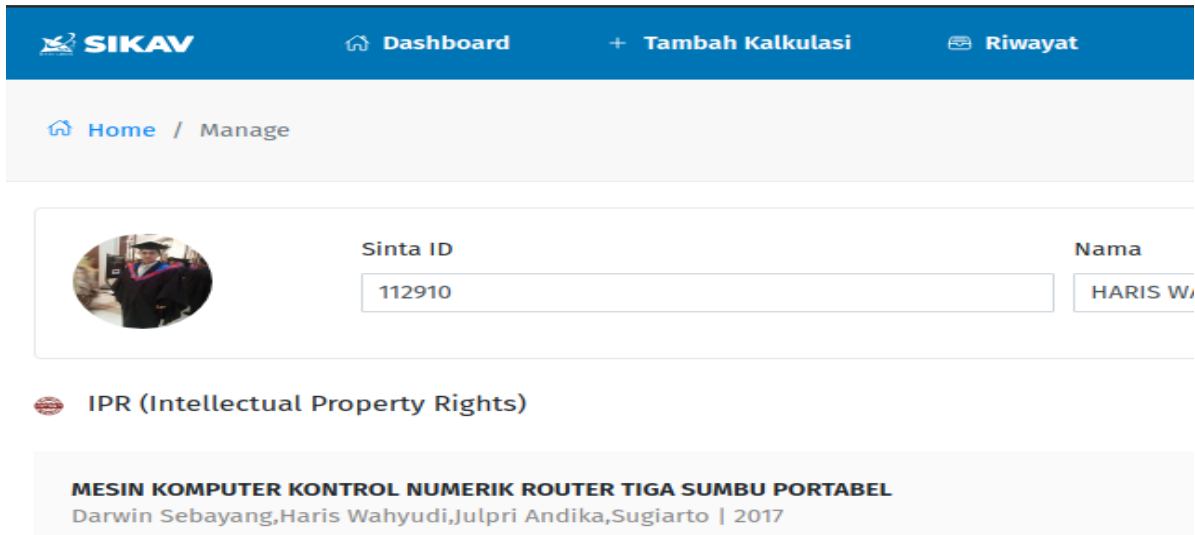 SIKAV Dashboard + Tambah Kalkulasi Riwayat
Home / Manage
Sinta ID Nama
112910 HARIS
IPR (Intellectual Property Rights)
MESIN KOMPUTER KONTROL NUMERIK ROUTER TIGA SUMBU PORTABEL
Darwin Sebayang,Haris Wahyudi,Julpri Andika,Sugiarto | 2017